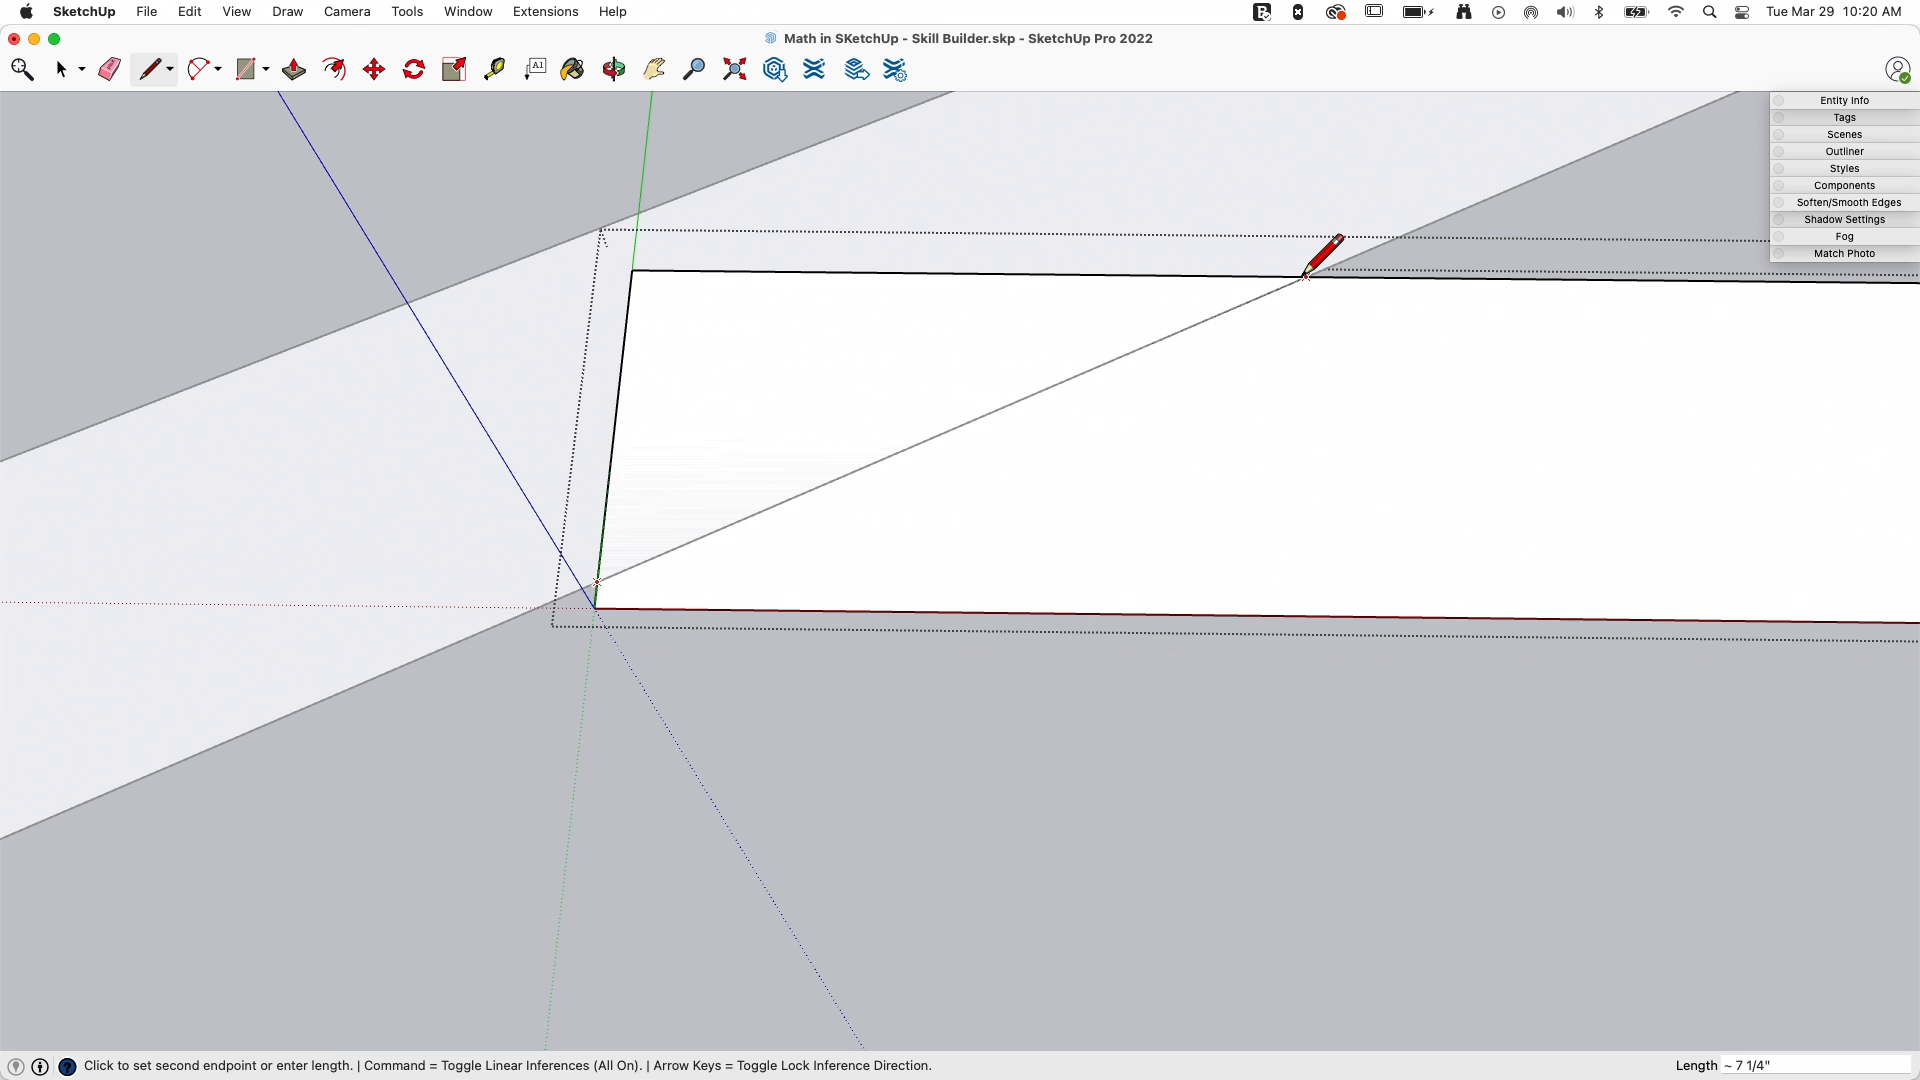 SketchUp File Edit View Draw Camera Tools Window Extensions Help Tue Mar 29 10:20 AM
Math in SKetchUp - Skill Builder.skp - SketchUp Pro 2022
A1
Entity Info
Tags
Scenes
Outliner
Styles
Components
Soften/Smooth Edges
Shadow Settings
Fog
Match Photo
Click to set second endpoint or enter length. | Command = Toggle Linear Inferences (All On). | Arrow Keys = Toggle Lock Inference Direction.
Length ~ 7 1/4"